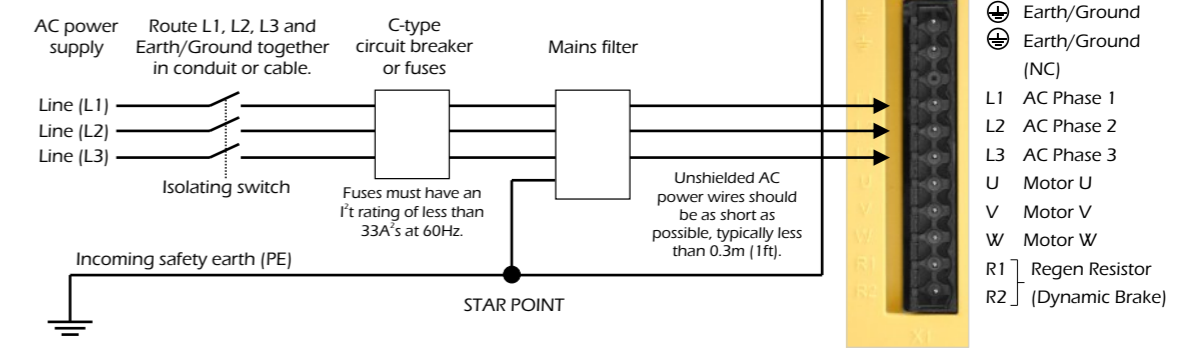 AC power
supply
Route L1, L2, L3 and
Earth/Ground together
in conduit or cable.
C-type
circuit breaker
or fuses
Mains filter
Line (L1)
Line (L2)
Line (L3)
Isolating switch
Fuses must have an
I²t rating of less than
33A²s at 60Hz.
Unshielded AC
power wires should
be as short as
possible, typically less
than 0.3m (1ft).
Incoming safety earth (PE)
STAR POINT
U
V
W
R1
R2
X1
Earth/Ground
Earth/Ground
(NC)
L1 AC Phase 1
L2 AC Phase 2
L3 AC Phase 3
U Motor U
V Motor V
W Motor W
R1 Regen Resistor
R2 (Dynamic Brake)